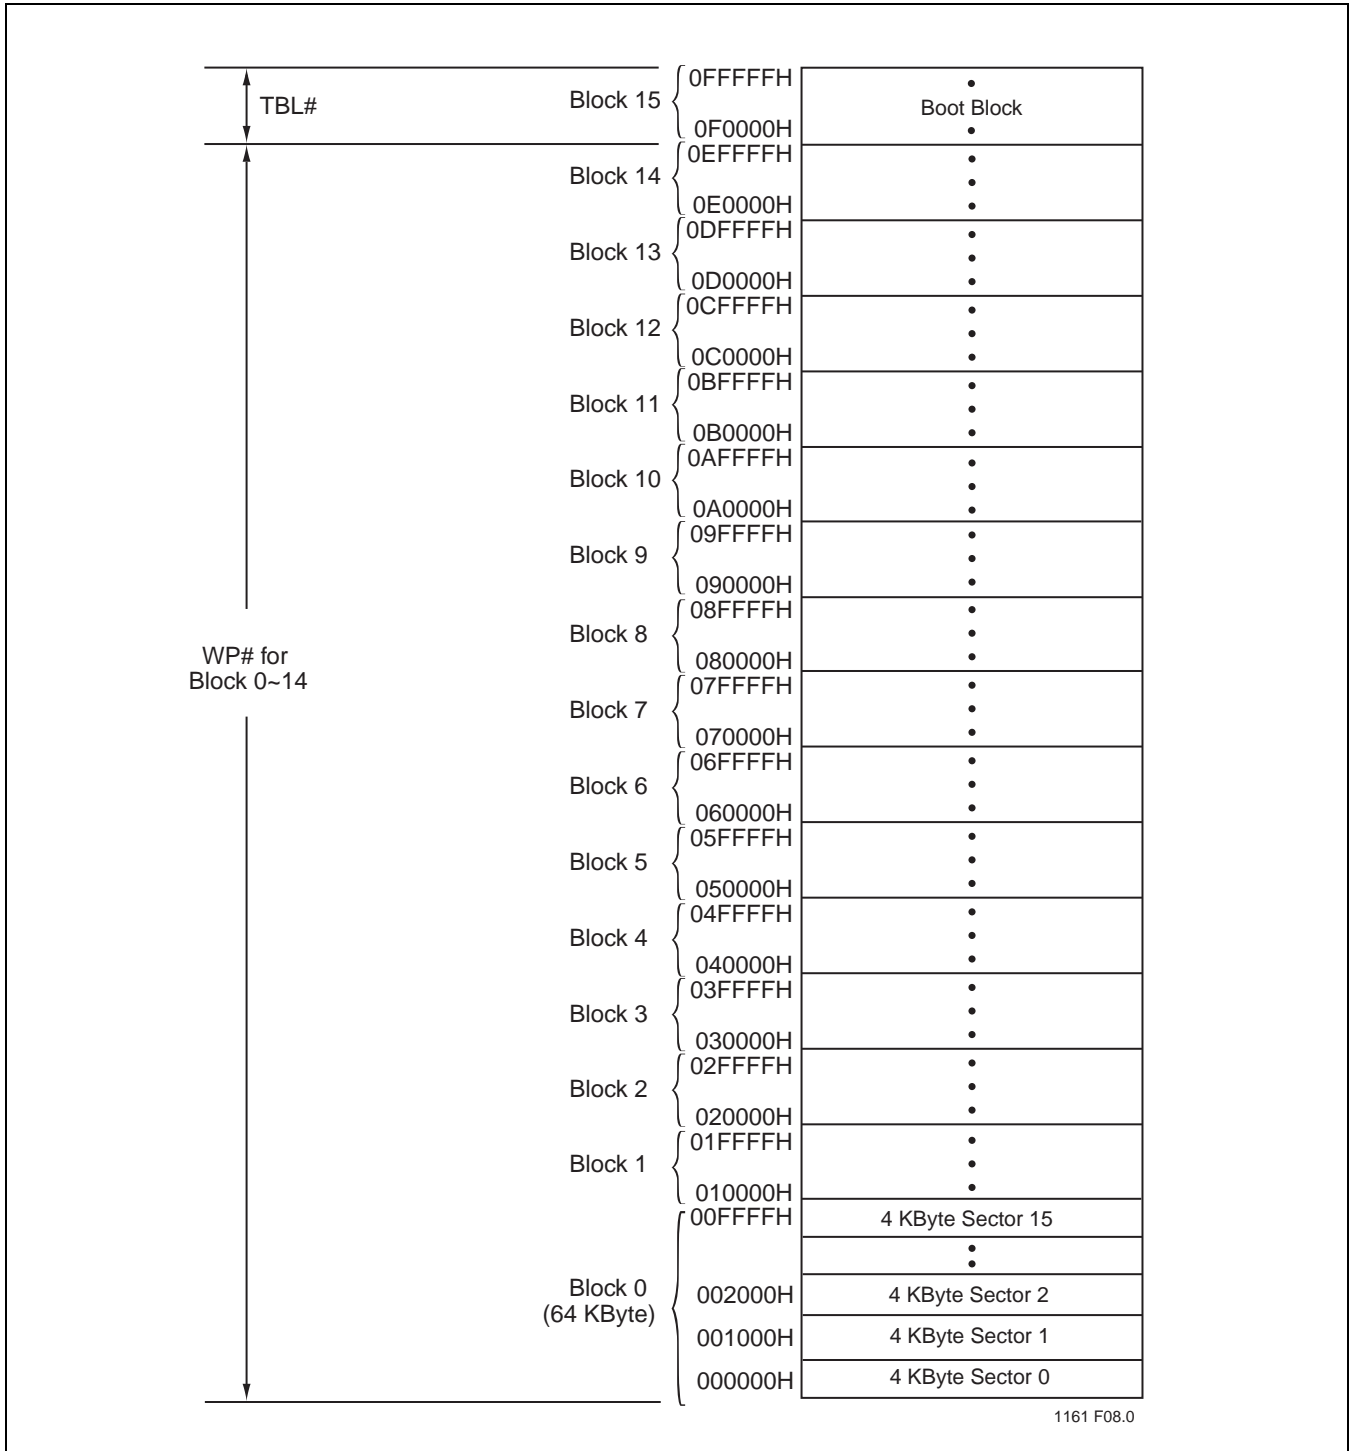 TBL#
Block 15
0FFFFFH
0F0000H
Boot Block
Block 14
0EFFFFH
0E0000H
Block 13
0DFFFFH
0D0000H
Block 12
0CFFFFH
0C0000H
Block 11
0BFFFFH
0B0000H
Block 10
0AFFFFH
0A0000H
Block 9
09FFFFH
090000H
Block 8
08FFFFH
080000H
WP# for
Block 0~14
Block 7
07FFFFH
070000H
Block 6
06FFFFH
060000H
Block 5
05FFFFH
050000H
Block 4
04FFFFH
040000H
Block 3
03FFFFH
030000H
Block 2
02FFFFH
020000H
Block 1
01FFFFH
010000H
Block 0
(64 KByte)
00FFFFH
4 KByte Sector 15
002000H
4 KByte Sector 2
001000H
4 KByte Sector 1
000000H
4 KByte Sector 0
1161 F08.0